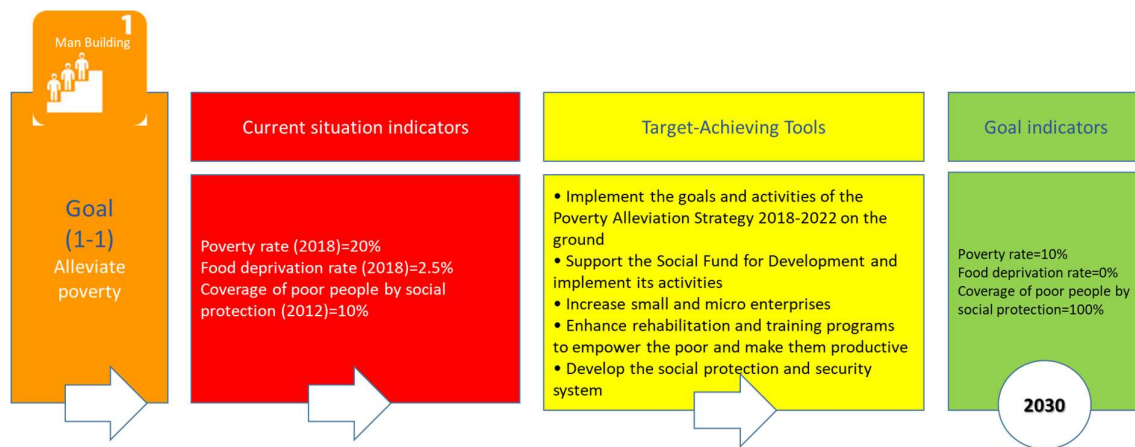 1
Man Building
Goal
(1-1)
Alleviate
poverty
Current situation indicators
Poverty rate (2018)=20%
Food deprivation rate (2018)=2.5%
Coverage of poor people by social
protection (2012)=10%
Target-Achieving Tools
• Implement the goals and activities of the
Poverty Alleviation Strategy 2018-2022 on the
ground
• Support the Social Fund for Development and
implement its activities
• Increase small and micro enterprises
• Enhance rehabilitation and training programs
to empower the poor and make them productive
• Develop the social protection and security
system
Goal indicators
Poverty rate=10%
Food deprivation rate=0%
Coverage of poor people by
social protection=100%
2030